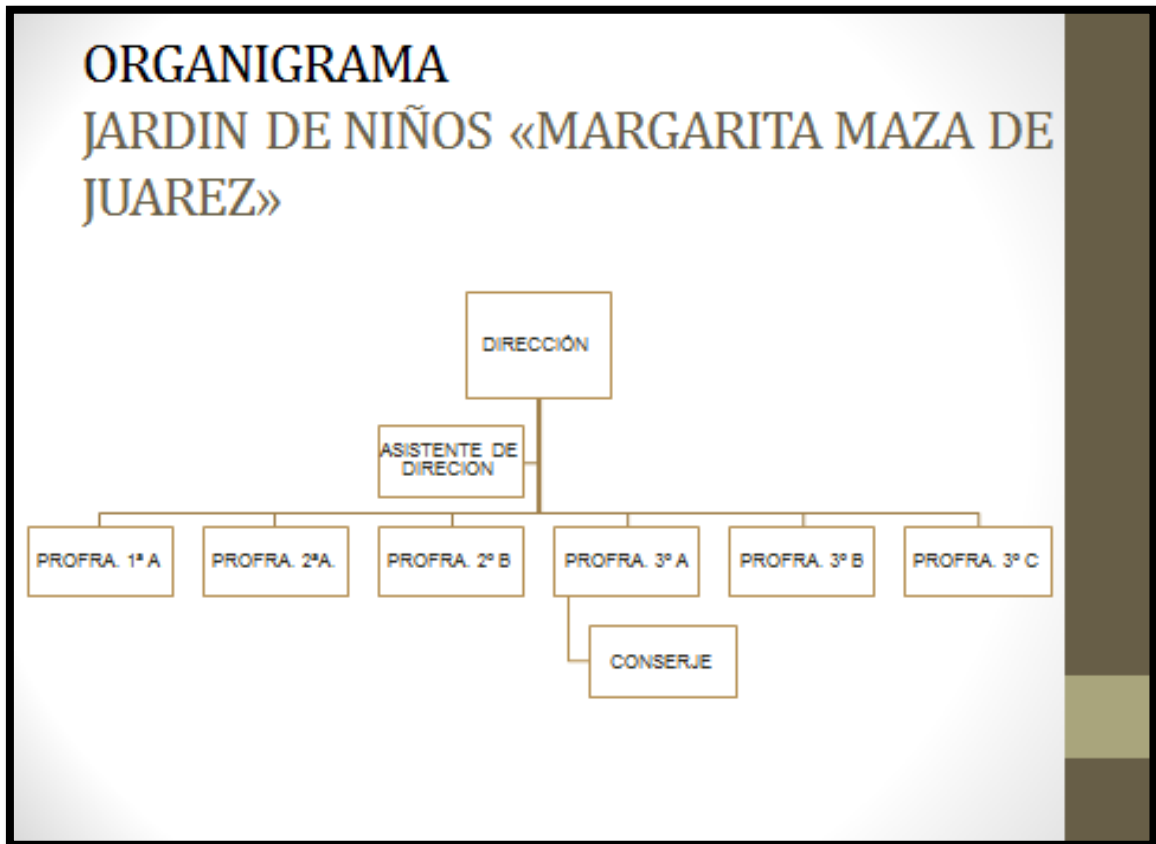 ORGANIGRAMA
JARDIN DE NIÑOS «MARGARITA MAZA DE
JUAREZ»
DIRECCIÓN
ASISTENTE DE
DIRECION
PROFRA. 1ª A
PROFRA. 2ªA.
PROFRA. 2º B
PROFRA. 3º A
PROFRA. 3º B
PROFRA. 3º C
CONSERJE